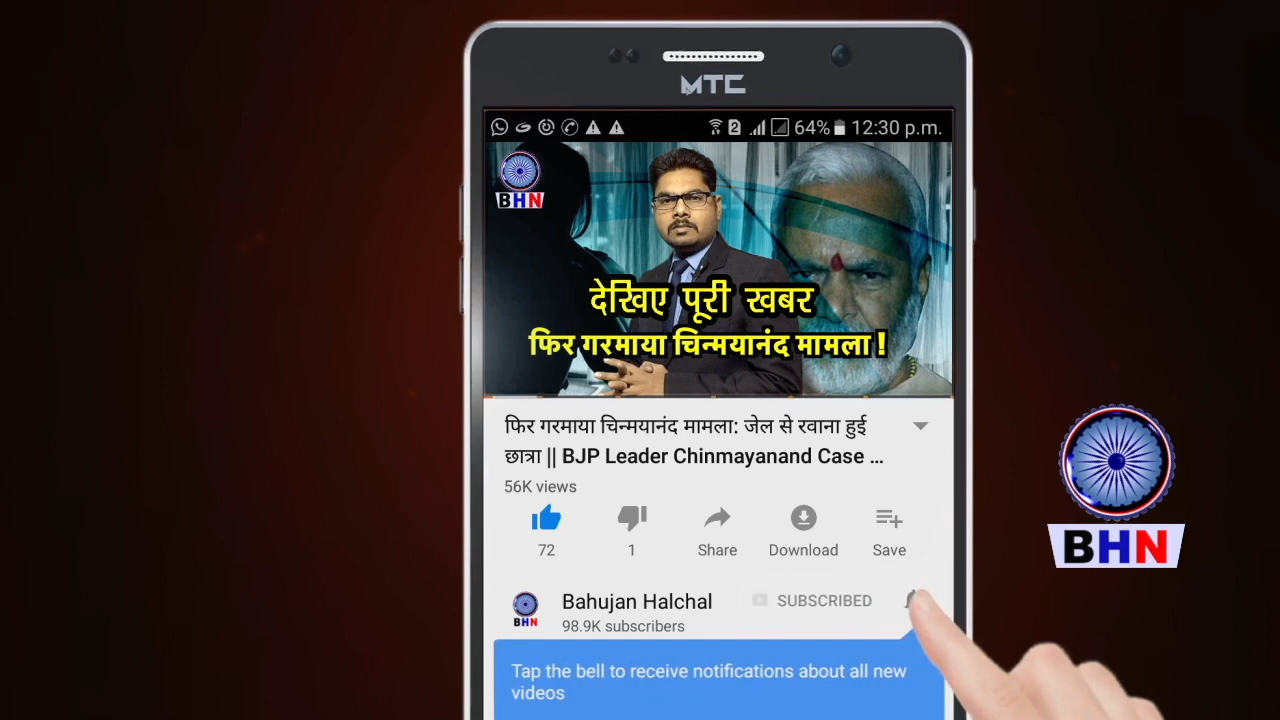 MTC
2 64% 12:30 p.m.
BHN
देखिए पूरी खबर
फिर गरमाया चिन्मयानंद मामला !
फिर गरमाया चिन्मयानंद मामला: जेल से रवाना हुई
छात्रा || BJP Leader Chinmayanand Case ...
56K views
72 1 Share Download Save
Bahujan Halchal SUBSCRIBED
98.9K subscribers
BHN
Tap the bell to receive notifications about all new
videos
BHN